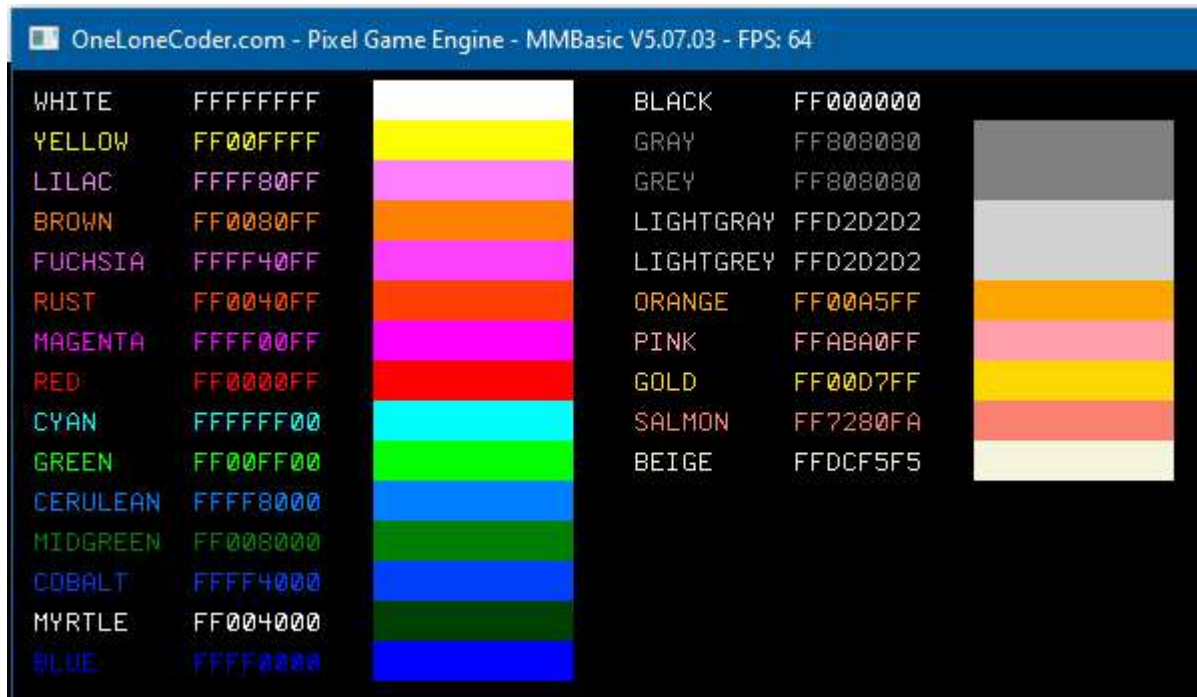 OneLoneCoder.com - Pixel Game Engine - MMBasic V5.07.03 - FPS: 64
WHITE FFFFFFFF
YELLOW FF00FFFF
LILAC FFFF80FF
BROWN FF0080FF
FUCHSIA FFFF40FF
RUST FF0040FF
MAGENTA FFFF00FF
RED FF0000FF
CYAN FFFFFF00
GREEN FF00FF00
CERULEAN FFFF8000
MIDGREEN FF008000
COBALT FFFF4000
MYRTLE FF004000
BLUE FFFF0000
BLACK FF000000
GRAY FF808080
GREY FF808080
LIGHTGRAY FFD2D2D2
LIGHTGREY FFD2D2D2
ORANGE FF00A5FF
PINK FFABA0FF
GOLD FF00D7FF
SALMON FF7280FA
BEIGE FFDCF5F5